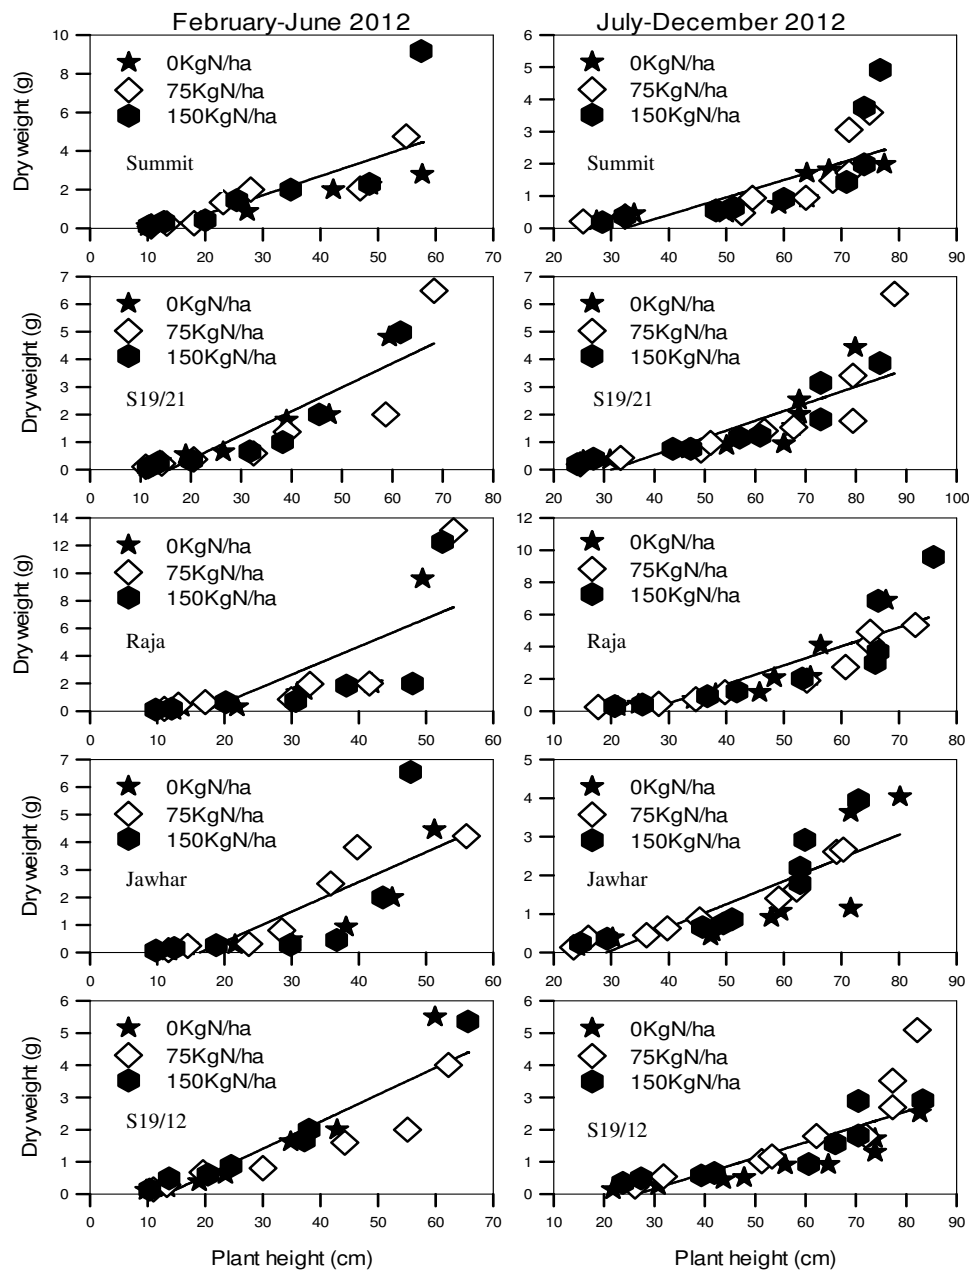 February-June 2012
July-December 2012
Dry weight (g)
10
8
6
4
2
0
0KgN/ha
75KgN/ha
150KgN/ha
Summit
0 10 20 30 40 50 60 70
6
5
4
3
2
1
0
0KgN/ha
75KgN/ha
150KgN/ha
Summit
20 30 40 50 60 70 80 90
Dry weight (g)
7
6
5
4
3
2
1
0
0KgN/ha
75KgN/ha
150KgN/ha
S19/21
0 10 20 30 40 50 60 70 80
7
6
5
4
3
2
1
0
0KgN/ha
75KgN/ha
150KgN/ha
S19/21
20 30 40 50 60 70 80 90 100
Dry weight (g)
14
12
10
8
6
4
2
0
0KgN/ha
75KgN/ha
150KgN/ha
Raja
0 10 20 30 40 50 60
12
10
8
6
4
2
0
0KgN/ha
75KgN/ha
150KgN/ha
Raja
10 20 30 40 50 60 70 80
Dry weight (g)
7
6
5
4
3
2
1
0
0KgN/ha
75KgN/ha
150KgN/ha
Jawhar
0 10 20 30 40 50 60
5
4
3
2
1
0
0KgN/ha
75KgN/ha
150KgN/ha
Jawhar
20 30 40 50 60 70 80 90
Dry weight (g)
6
5
4
3
2
1
0
0KgN/ha
75KgN/ha
150KgN/ha
S19/12
0 10 20 30 40 50 60 70
Plant height (cm)
6
5
4
3
2
1
0
0KgN/ha
75KgN/ha
150KgN/ha
S19/12
10 20 30 40 50 60 70 80 90
Plant height (cm)